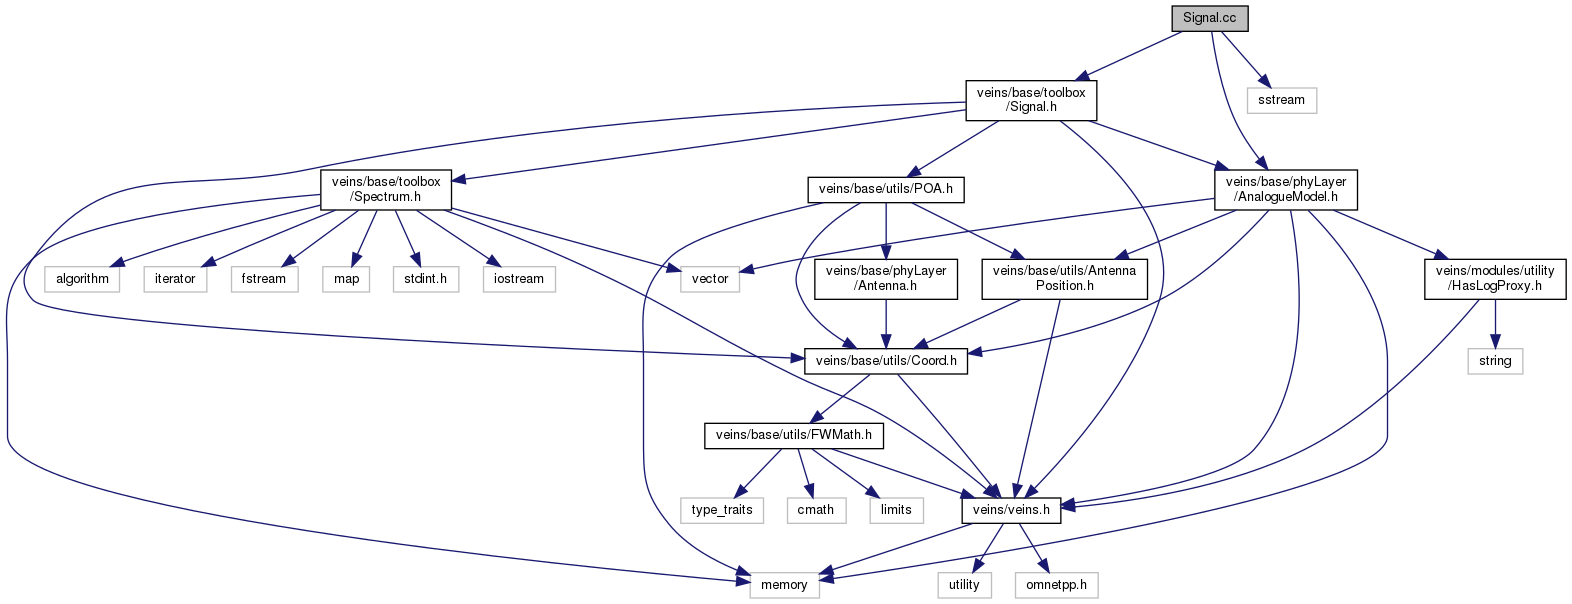 Signal.cc
veins/base/toolbox
/Signal.h
sstream
veins/base/toolbox
/Spectrum.h
veins/base/utils/POA.h
veins/base/phyLayer
/AnalogueModel.h
algorithm
iterator
fstream
map
stdint.h
iostream
vector
veins/base/phyLayer
/Antenna.h
veins/base/utils/Antenna
Position.h
veins/modules/utility
/HasLogProxy.h
veins/base/utils/Coord.h
string
veins/base/utils/FWMath.h
type_traits
cmath
limits
veins/veins.h
memory
utility
omnetpp.h